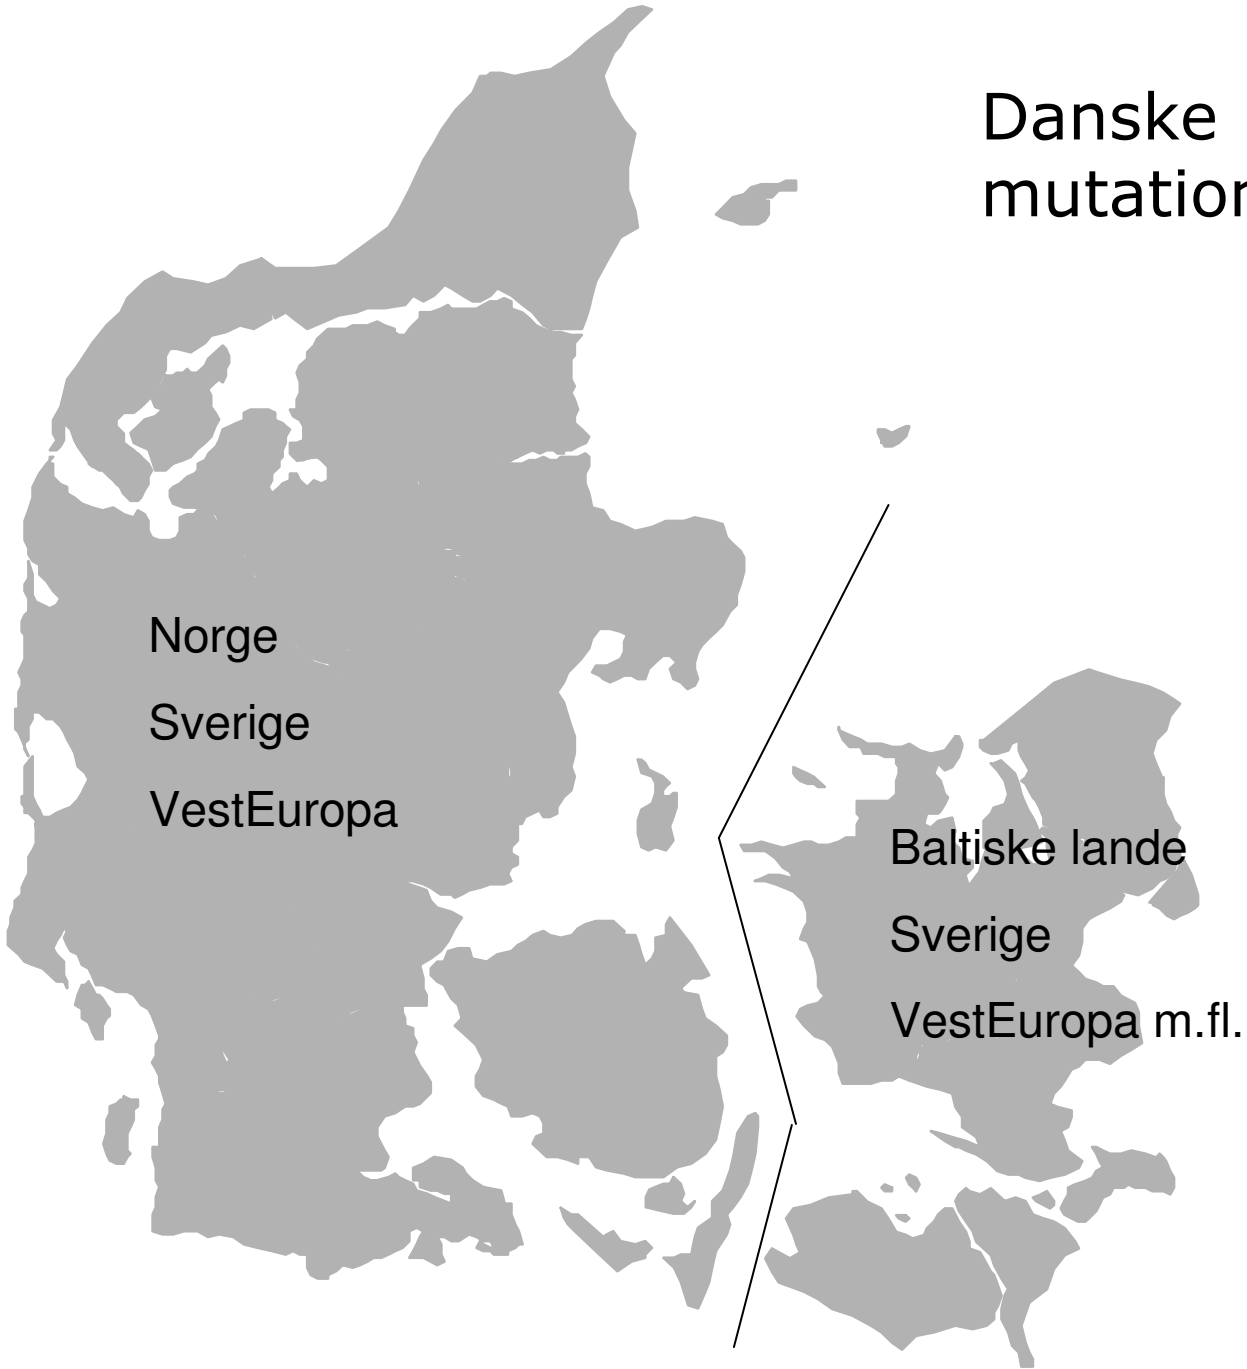 Danske
mutation
Norge
Sverige
VestEuropa
Baltiske lande
Sverige
VestEuropa m.fl.